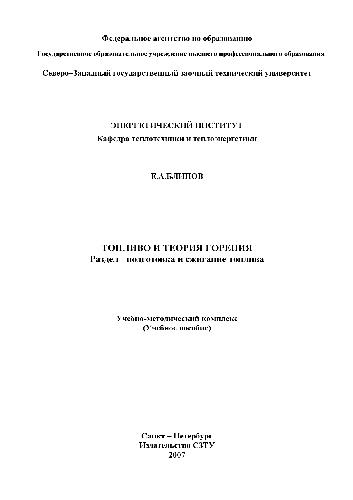 Федеральное агентство по образованию
Государственное образовательное учреждение высшего профессионального образования
Северо–Западный государственный заочный технический университет
ЭНЕРГЕТИЧЕСКИЙ ИНСТИТУТ
Кафедра теплотехники и теплоэнергетики
Е.А.БЛИНОВ
ТОПЛИВО И ТЕОРИЯ ГОРЕНИЯ
Раздел - подготовка и сжигание топлива
Учебно-методический комплекс
(Учебное пособие)
Санкт – Петербург
Издательство СЗТУ
2007